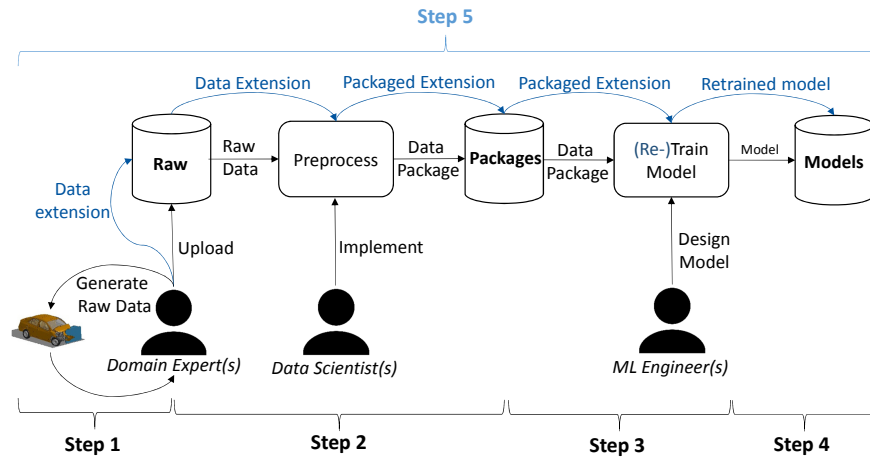 Step 5
Data Extension
Packaged Extension
Packaged Extension
Retrained model
Raw
Raw
Data
Preprocess
Data
Package
Packages
Data
Package
(Re-)Train
Model
Model
Models
Data
extension
Upload
Implement
Design
Model
Generate
Raw Data
Domain Expert(s)
Data Scientist(s)
ML Engineer(s)
Step 1
Step 2
Step 3
Step 4